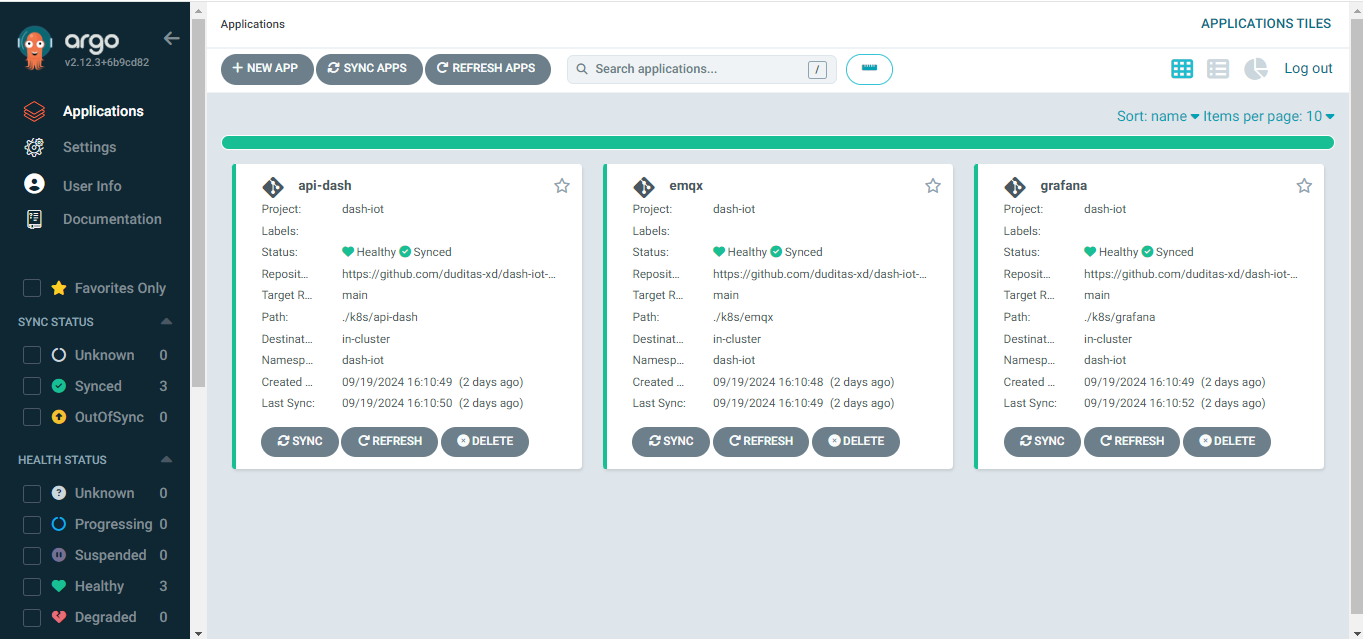 argo
v2.12.3+6b9cd82
Applications
Settings
User Info
Documentation
Favorites Only
SYNC STATUS
Unknown 0
Synced 3
OutOfSync 0
HEALTH STATUS
Unknown 0
Progressing 0
Suspended 0
Healthy 3
Degraded 0
Applications
APPLICATIONS TILES
NEW APP SYNC APPS REFRESH APPS Search applications... / Log out
Sort: name Items per page: 10
api-dash
Project: dash-iot
Labels:
Status: Healthy Synced
Reposit... https://github.com/duditas-xd/dash-iot-...
Target R... main
Path: ./k8s/api-dash
Destinat... in-cluster
Namesp... dash-iot
Created ... 09/19/2024 16:10:49 (2 days ago)
Last Sync: 09/19/2024 16:10:50 (2 days ago)
SYNC REFRESH DELETE
emqx
Project: dash-iot
Labels:
Status: Healthy Synced
Reposit... https://github.com/duditas-xd/dash-iot-...
Target R... main
Path: ./k8s/emqx
Destinat... in-cluster
Namesp... dash-iot
Created ... 09/19/2024 16:10:48 (2 days ago)
Last Sync: 09/19/2024 16:10:49 (2 days ago)
SYNC REFRESH DELETE
grafana
Project: dash-iot
Labels:
Status: Healthy Synced
Reposit... https://github.com/duditas-xd/dash-iot-...
Target R... main
Path: ./k8s/grafana
Destinat... in-cluster
Namesp... dash-iot
Created ... 09/19/2024 16:10:49 (2 days ago)
Last Sync: 09/19/2024 16:10:52 (2 days ago)
SYNC REFRESH DELETE